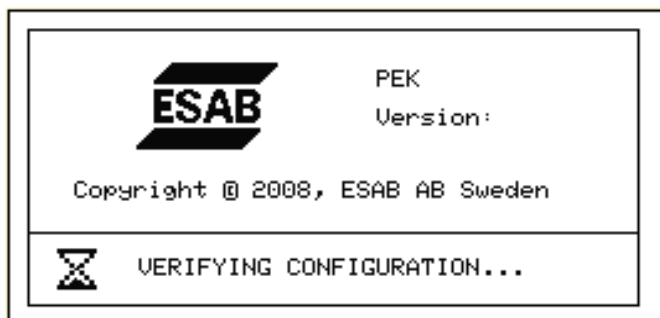 ESAB
PEK
Version:
Copyright © 2008, ESAB AB Sweden
VERIFYING CONFIGURATION...